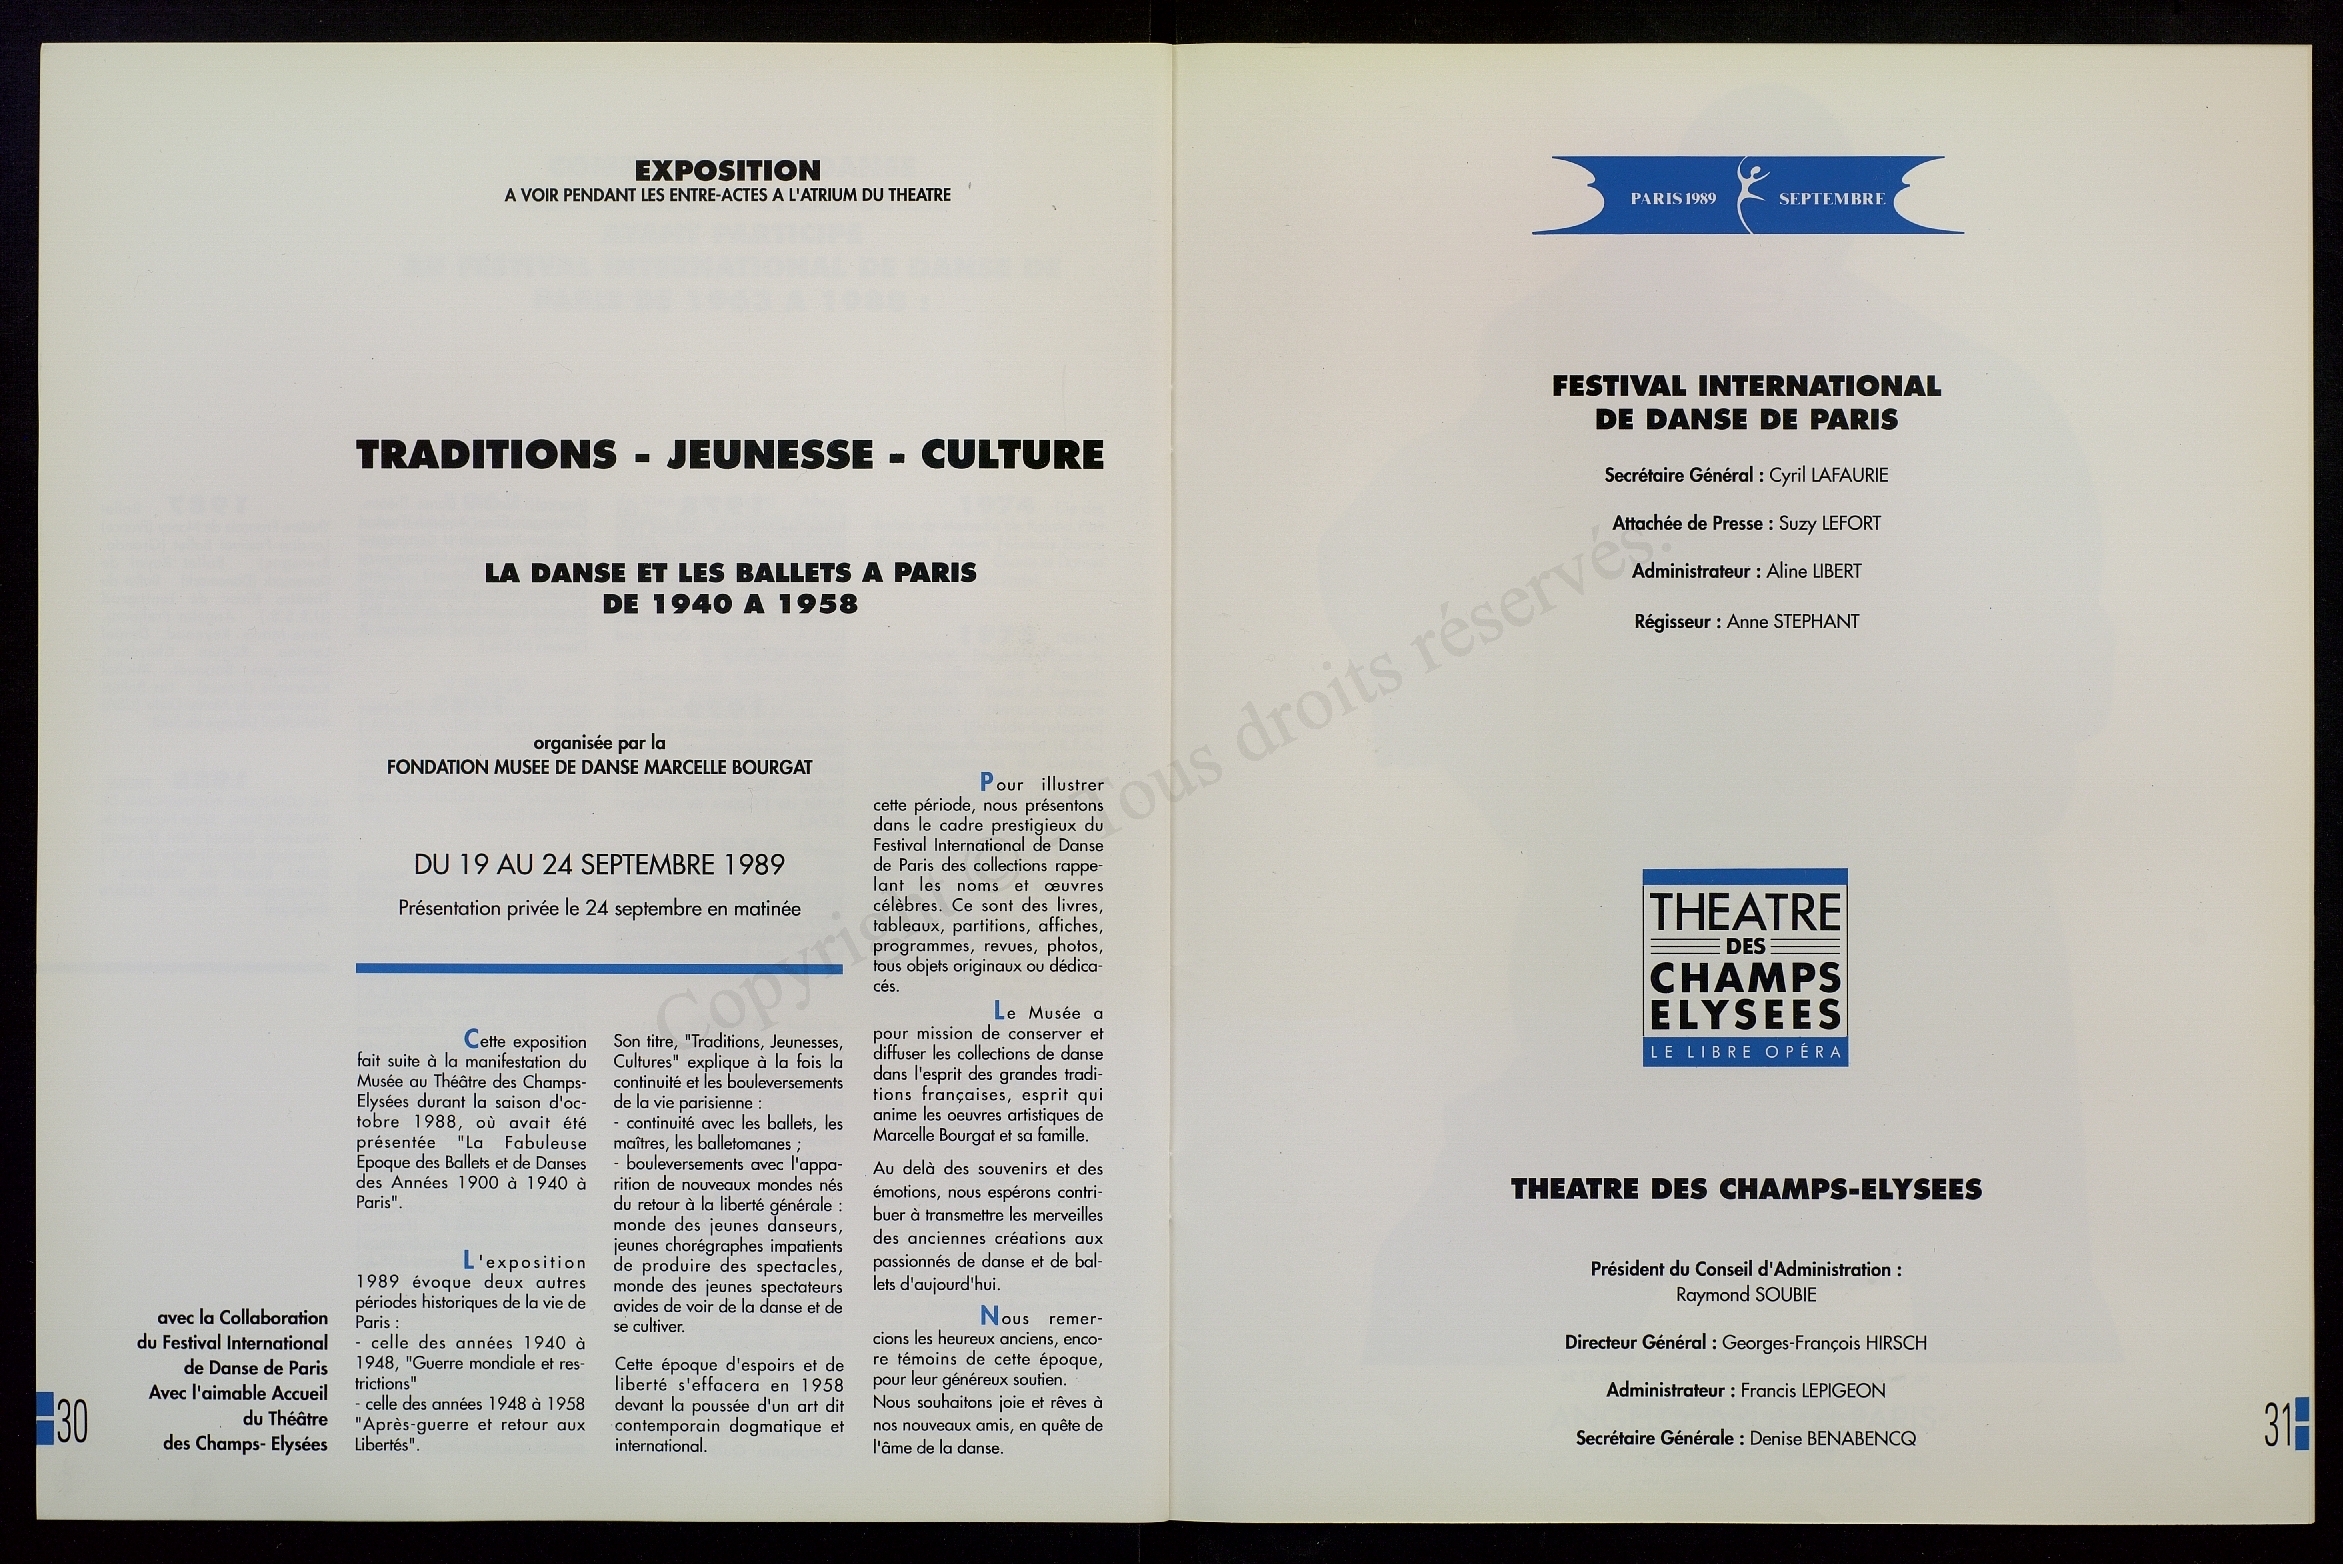 EXPOSITION
A VOIR PENDANT LES ENTRE-ACTES A L'ATRIUM DU THEATRE
TRADITIONS - JEUNESSE - CULTURE
LA DANSE ET LES BALLETS A PARIS
DE 1940 A 1958
organisée par la
FONDATION MUSEE DE DANSE MARCELLE BOURGAT
DU 19 AU 24 SEPTEMBRE 1989
Présentation privée le 24 septembre en matinée
avec la Collaboration
du Festival International
de Danse de Paris
Avec l'aimable Accueil
du Théâtre
des Champs- Elysées
30
Cette exposition
fait suite à la manifestation du
Musée au Théâtre des Champs-
Elysées durant la saison d'oc-
tobre 1988, où avait été
présentée "La Fabuleuse
Epoque des Ballets et de Danses
des Années 1900 à 1940 à
Paris".
L'exposition
1989 évoque deux autres
périodes historiques de la vie de
Paris :
- celle des années 1940 à
1948, "Guerre mondiale et res-
trictions"
- celle des années 1948 à 1958
"Après-guerre et retour aux
Libertés".
Son titre, "Traditions, Jeunesses,
Cultures" explique à la fois la
continuité et les bouleversements
de la vie parisienne :
- continuité avec les ballets, les
maîtres, les balletomanes ;
- bouleversements avec l'appa-
rition de nouveaux mondes nés
du retour à la liberté générale :
monde des jeunes danseurs,
jeunes chorégraphes impatients
de produire des spectacles,
monde des jeunes spectateurs
avides de voir de la danse et de
se cultiver.
Cette époque d'espoirs et de
liberté s'effacera en 1958
devant la poussée d'un art dit
contemporain dogmatique et
international.
Pour illustrer
cette période, nous présentons
dans le cadre prestigieux du
Festival International de Danse
de Paris des collections rappe-
lant les noms et œuvres
célèbres. Ce sont des livres,
tableaux, partitions, affiches,
programmes, revues, photos,
tous objets originaux ou dédica-
cés.
Le Musée a
pour mission de conserver et
diffuser les collections de danse
dans l'esprit des grandes tradi-
tions françaises, esprit qui
anime les oeuvres artistiques de
Marcelle Bourgat et sa famille.
Au delà des souvenirs et des
émotions, nous espérons contri-
buer à transmettre les merveilles
des anciennes créations aux
passionnés de danse et de bal-
lets d'aujourd'hui.
Nous remer-
cions les heureux anciens, enco-
re témoins de cette époque,
pour leur généreux soutien.
Nous souhaitons joie et rêves à
nos nouveaux amis, en quête de
l'âme de la danse.
PARIS 1989 SEPTEMBRE
FESTIVAL INTERNATIONAL
DE DANSE DE PARIS
Secrétaire Général : Cyril LAFAURIE
Attachée de Presse : Suzy LEFORT
Administrateur : Aline LIBERT
Régisseur : Anne STEPHANT
THEATRE
DES
CHAMPS
ELYSEES
LE LIBRE OPÉRA
THEATRE DES CHAMPS-ELYSEES
Président du Conseil d'Administration :
Raymond SOUBIE
Directeur Général : Georges-François HIRSCH
Administrateur : Francis LEPIGEON
Secrétaire Générale : Denise BENABENCQ
31
Copyright © - Tous droits réservés.